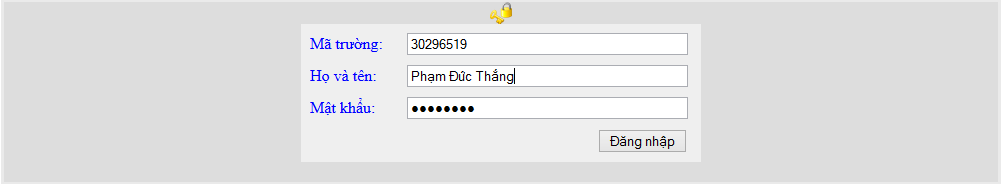 Mã trường: 30296519
Họ và tên: Phạm Đức Thắng
Mật khẩu: ●●●●●●●●
Đăng nhập